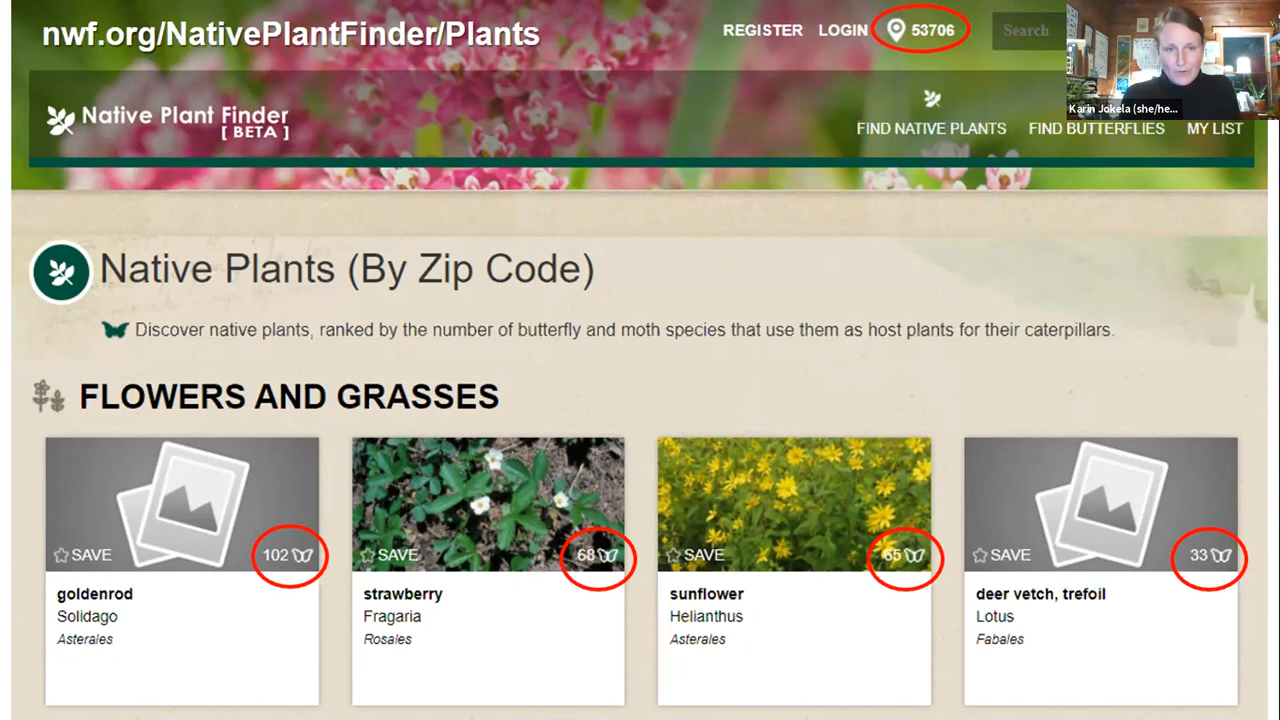 nwf.org/NativePlantFinder/Plants
REGISTER LOGIN 53706 Search
Karin Jokela (she/he...
Native Plant Finder
[ BETA ]
FIND NATIVE PLANTS FIND BUTTERFLIES MY LIST
Native Plants (By Zip Code)
Discover native plants, ranked by the number of butterfly and moth species that use them as host plants for their caterpillars.
FLOWERS AND GRASSES
SAVE 102
goldenrod
Solidago
Asterales
SAVE 68
strawberry
Fragaria
Rosales
SAVE 65
sunflower
Helianthus
Asterales
SAVE 33
deer vetch, trefoil
Lotus
Fabales